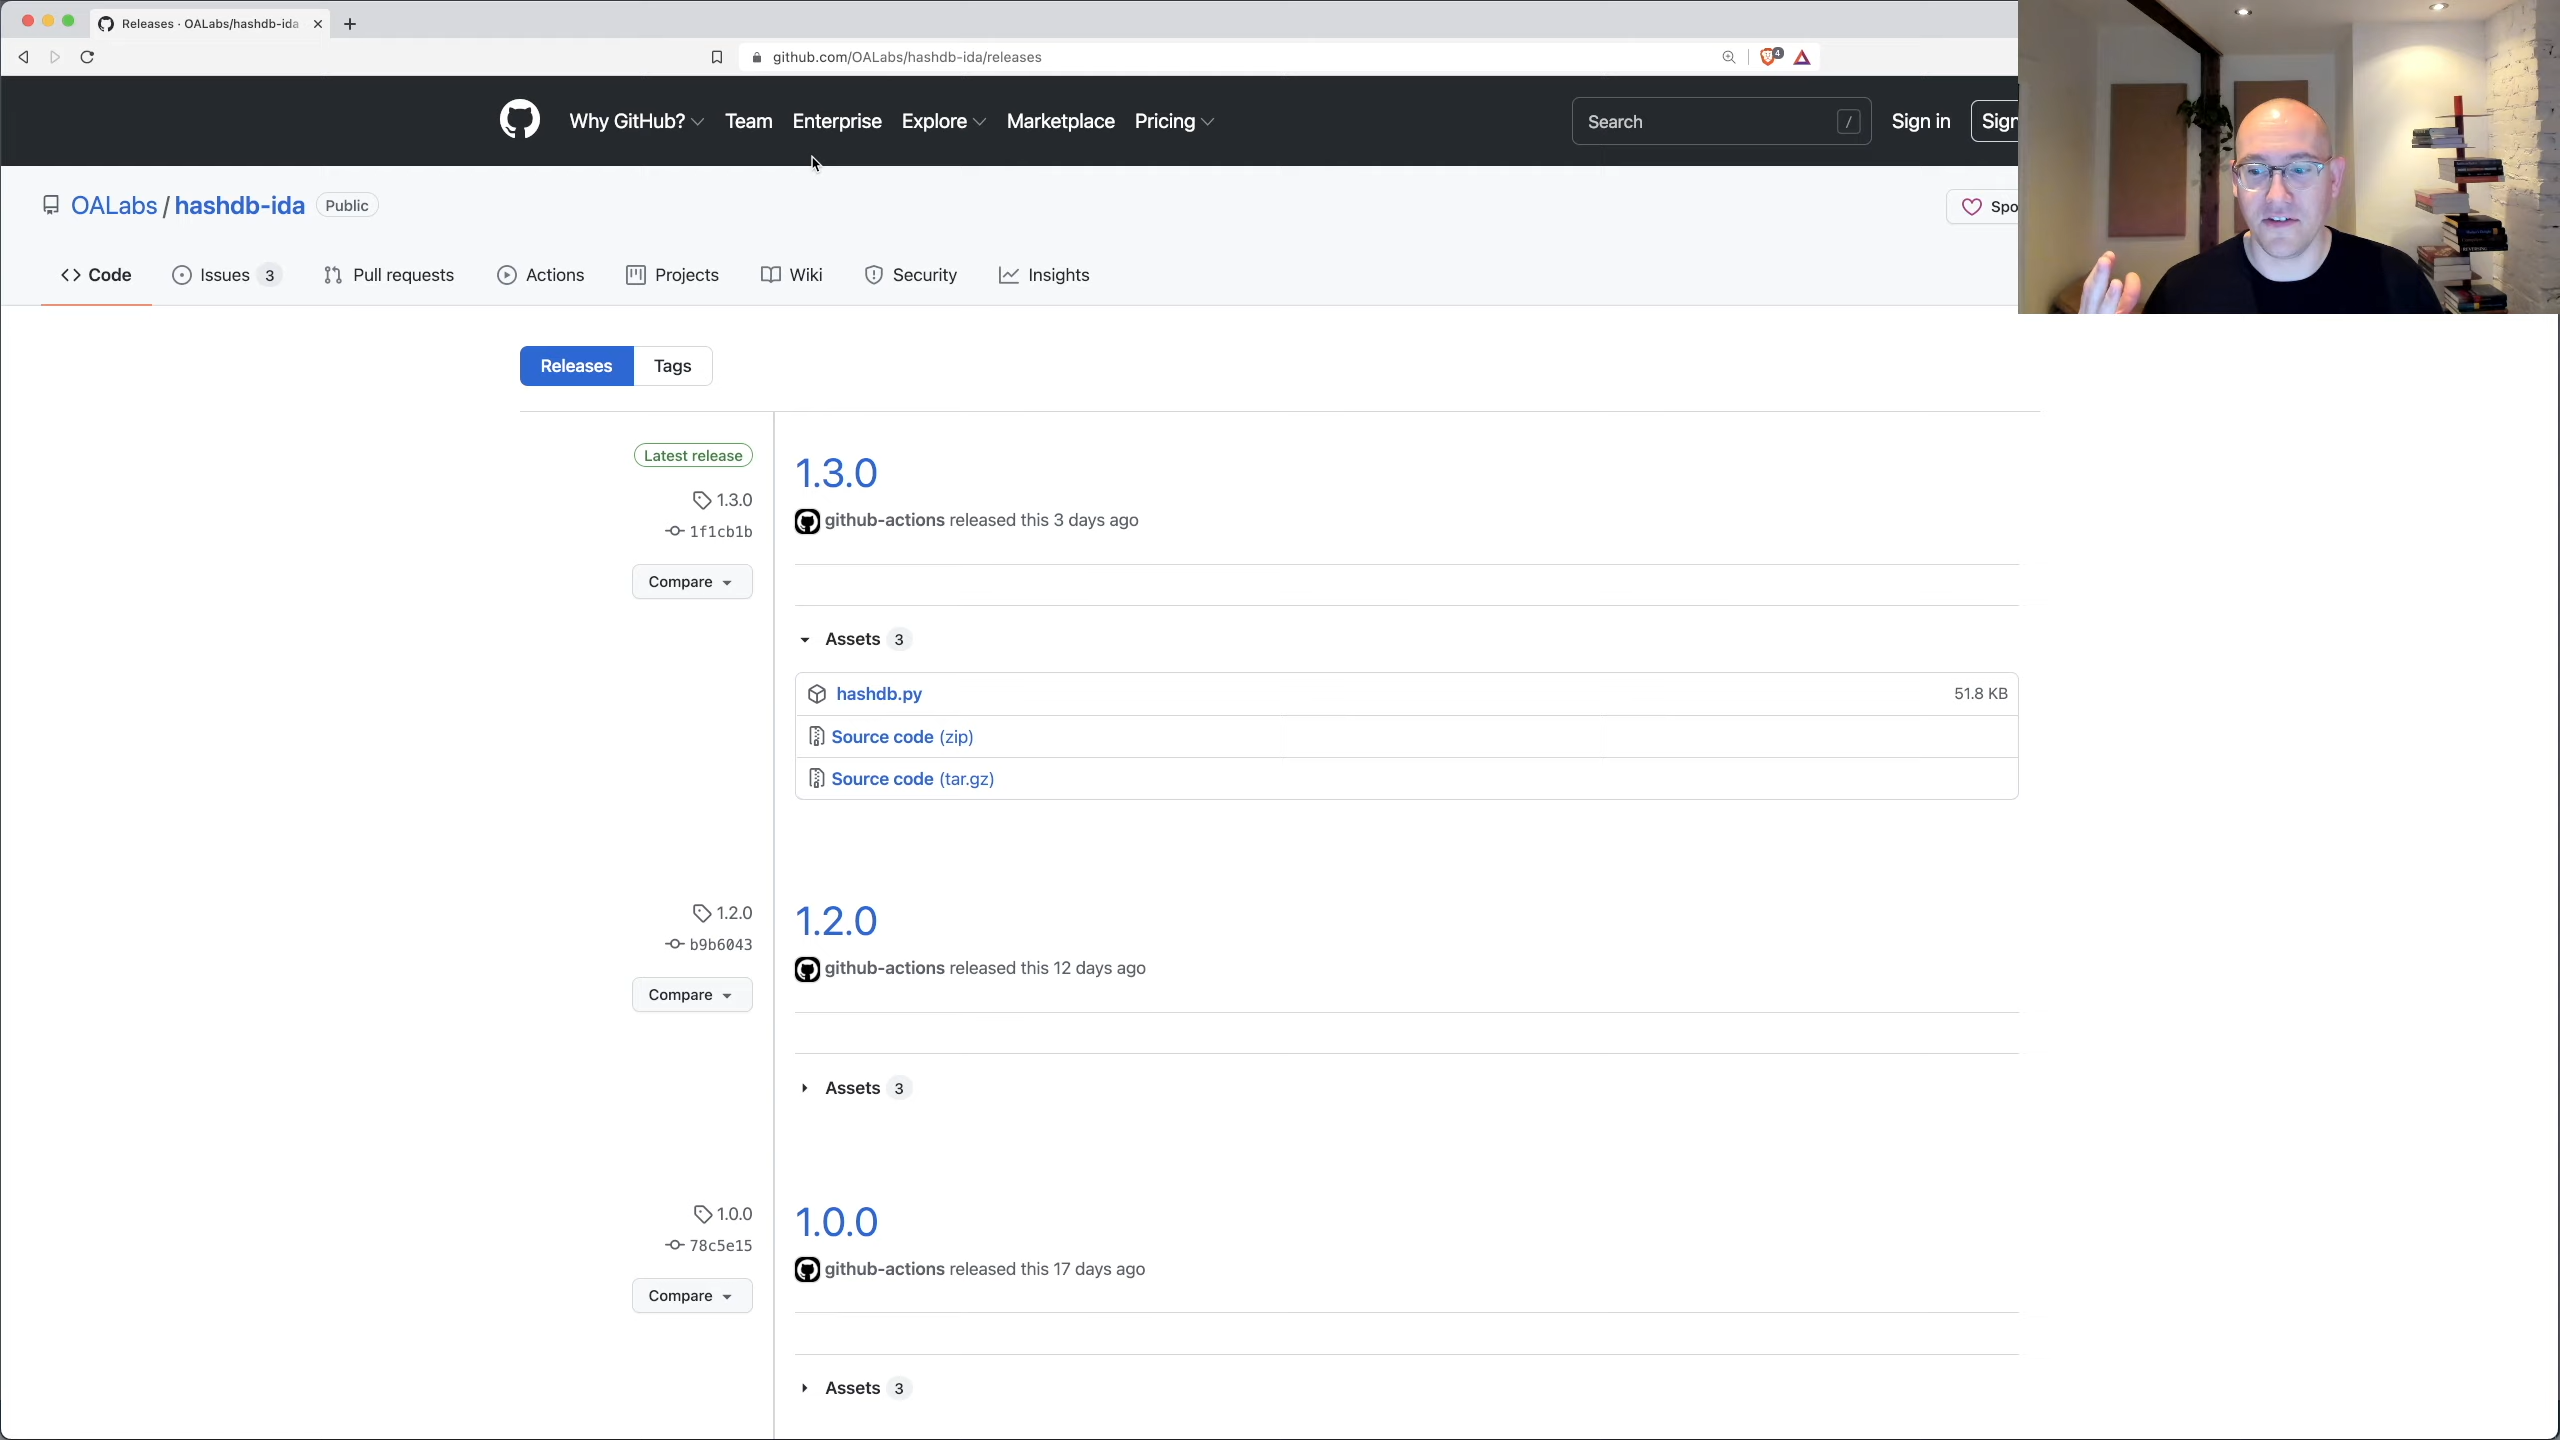 Releases · OALabs/hashdb-ida
github.com/OALabs/hashdb-ida/releases
4
Why GitHub? Team Enterprise Explore Marketplace Pricing
Search /
Sign in
Sign
OALabs / hashdb-ida Public
Spo
Code Issues 3 Pull requests Actions Projects Wiki Security Insights
Releases Tags
Latest release
1.3.0
1f1cb1b
Compare
1.3.0
github-actions released this 3 days ago
Assets 3
hashdb.py 51.8 KB
Source code (zip)
Source code (tar.gz)
1.2.0
b9b6043
Compare
1.2.0
github-actions released this 12 days ago
Assets 3
1.0.0
78c5e15
Compare
1.0.0
github-actions released this 17 days ago
Assets 3